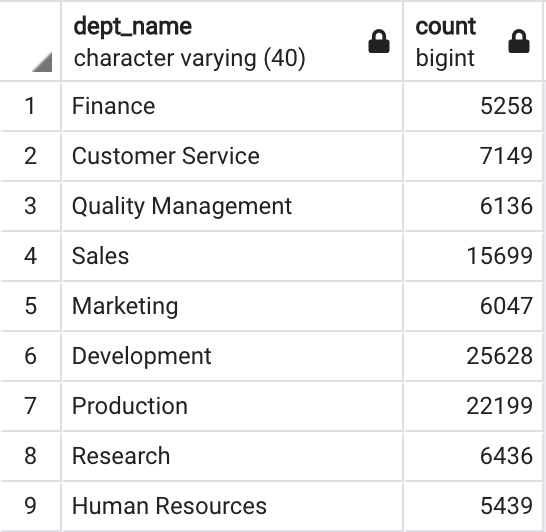 dept_name count
character varying (40) bigint
1 Finance 5258
2 Customer Service 7149
3 Quality Management 6136
4 Sales 15699
5 Marketing 6047
6 Development 25628
7 Production 22199
8 Research 6436
9 Human Resources 5439